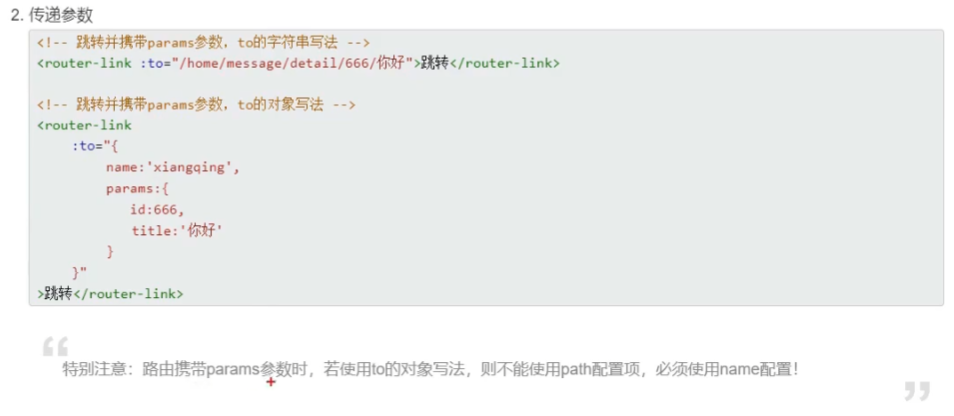 2. 传递参数
<!-- 跳转并携带params参数，to的字符串写法 -->
<router-link :to="/home/message/detail/666/你好">跳转</router-link>
<!-- 跳转并携带params参数，to的对象写法 -->
<router-link
:to="{
name:'xiangqing',
params:{
id:666,
title:'你好'
}
}"
>跳转</router-link>
“
特别注意：路由携带params参数时，若使用to的对象写法，则不能使用path配置项，必须使用name配置！
”